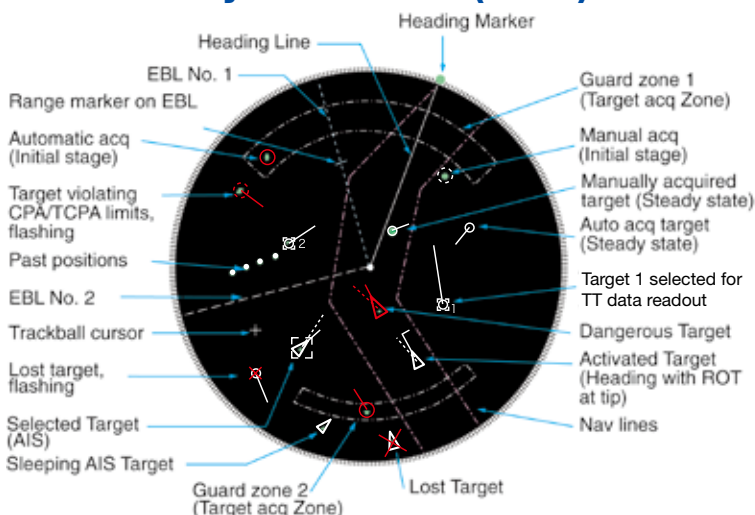 Heading Marker
Heading Line
EBL No. 1
Range marker on EBL
Automatic acq
(Initial stage)
Target violating
CPA/TCPA limits,
flashing
Past positions
EBL No. 2
Trackball cursor
Lost target,
flashing
Selected Target
(AIS)
Sleeping AIS Target
Guard zone 2
(Target acq Zone)
Lost Target
Guard zone 1
(Target acq Zone)
Manual acq
(Initial stage)
Manually acquired
target (Steady state)
Auto acq target
(Steady state)
Target 1 selected for
TT data readout
Dangerous Target
Activated Target
(Heading with ROT
at tip)
Nav lines
2
1